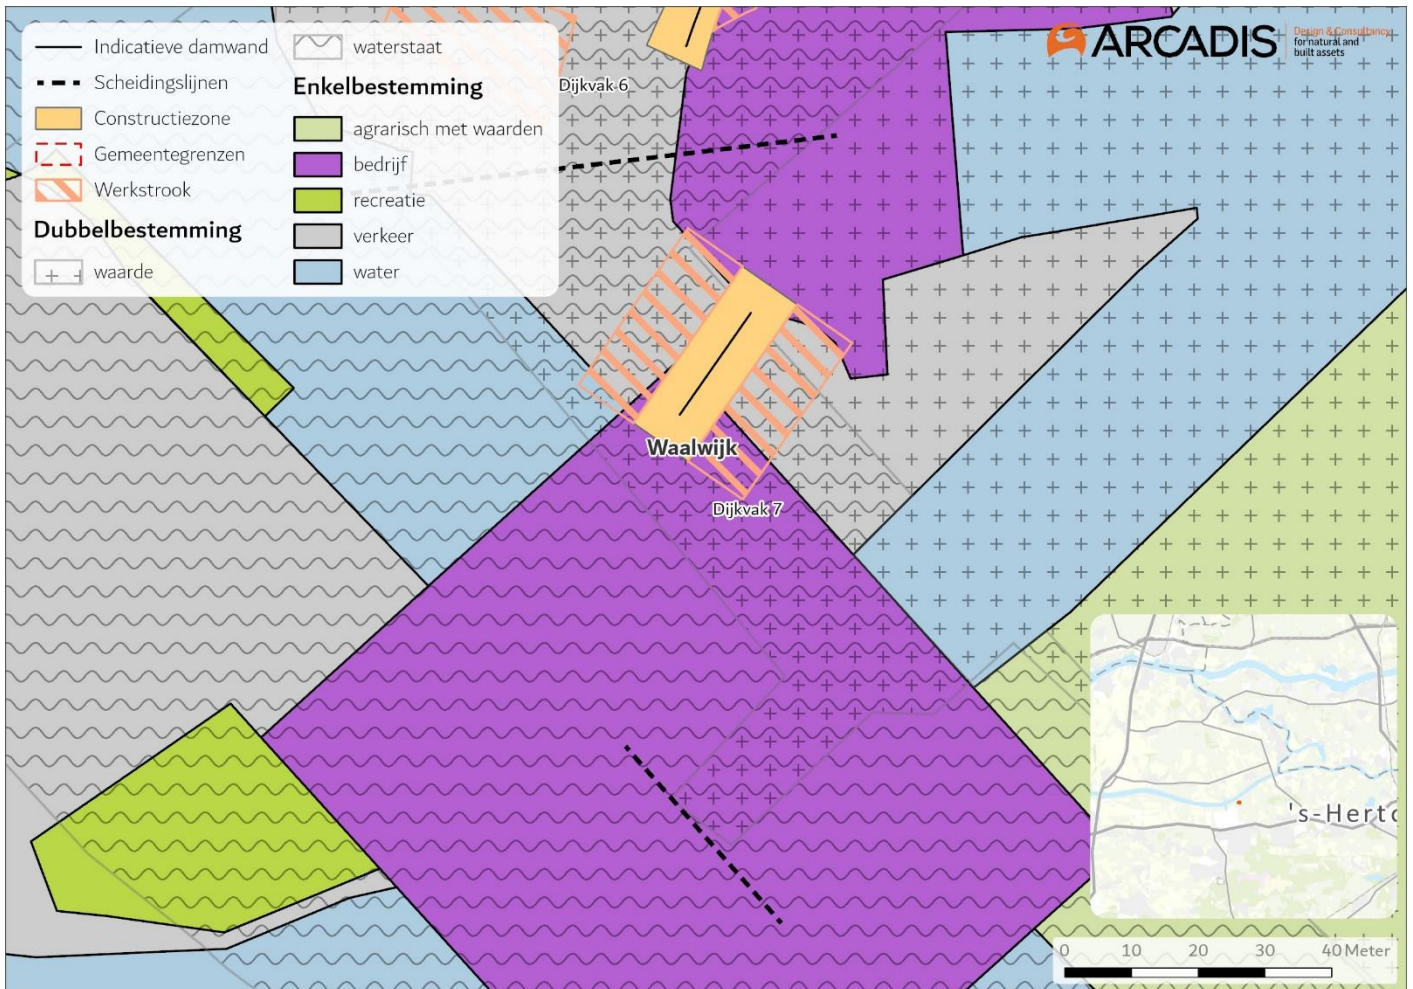 Indicatieve damwand
Scheidingslijnen
Constructiezone
Gemeentegrenzen
Werkstrook
Dubbelbestemming
waarde
waterstaat
Enkelbestemming
agrarisch met waarden
bedrijf
recreatie
verkeer
water
Dijkvak 6
ARCADIS
Design & Consultancy
for natural and
built assets
Waalwijk
Dijkvak 7
's-Herto
0 10 20 30 40 Meter